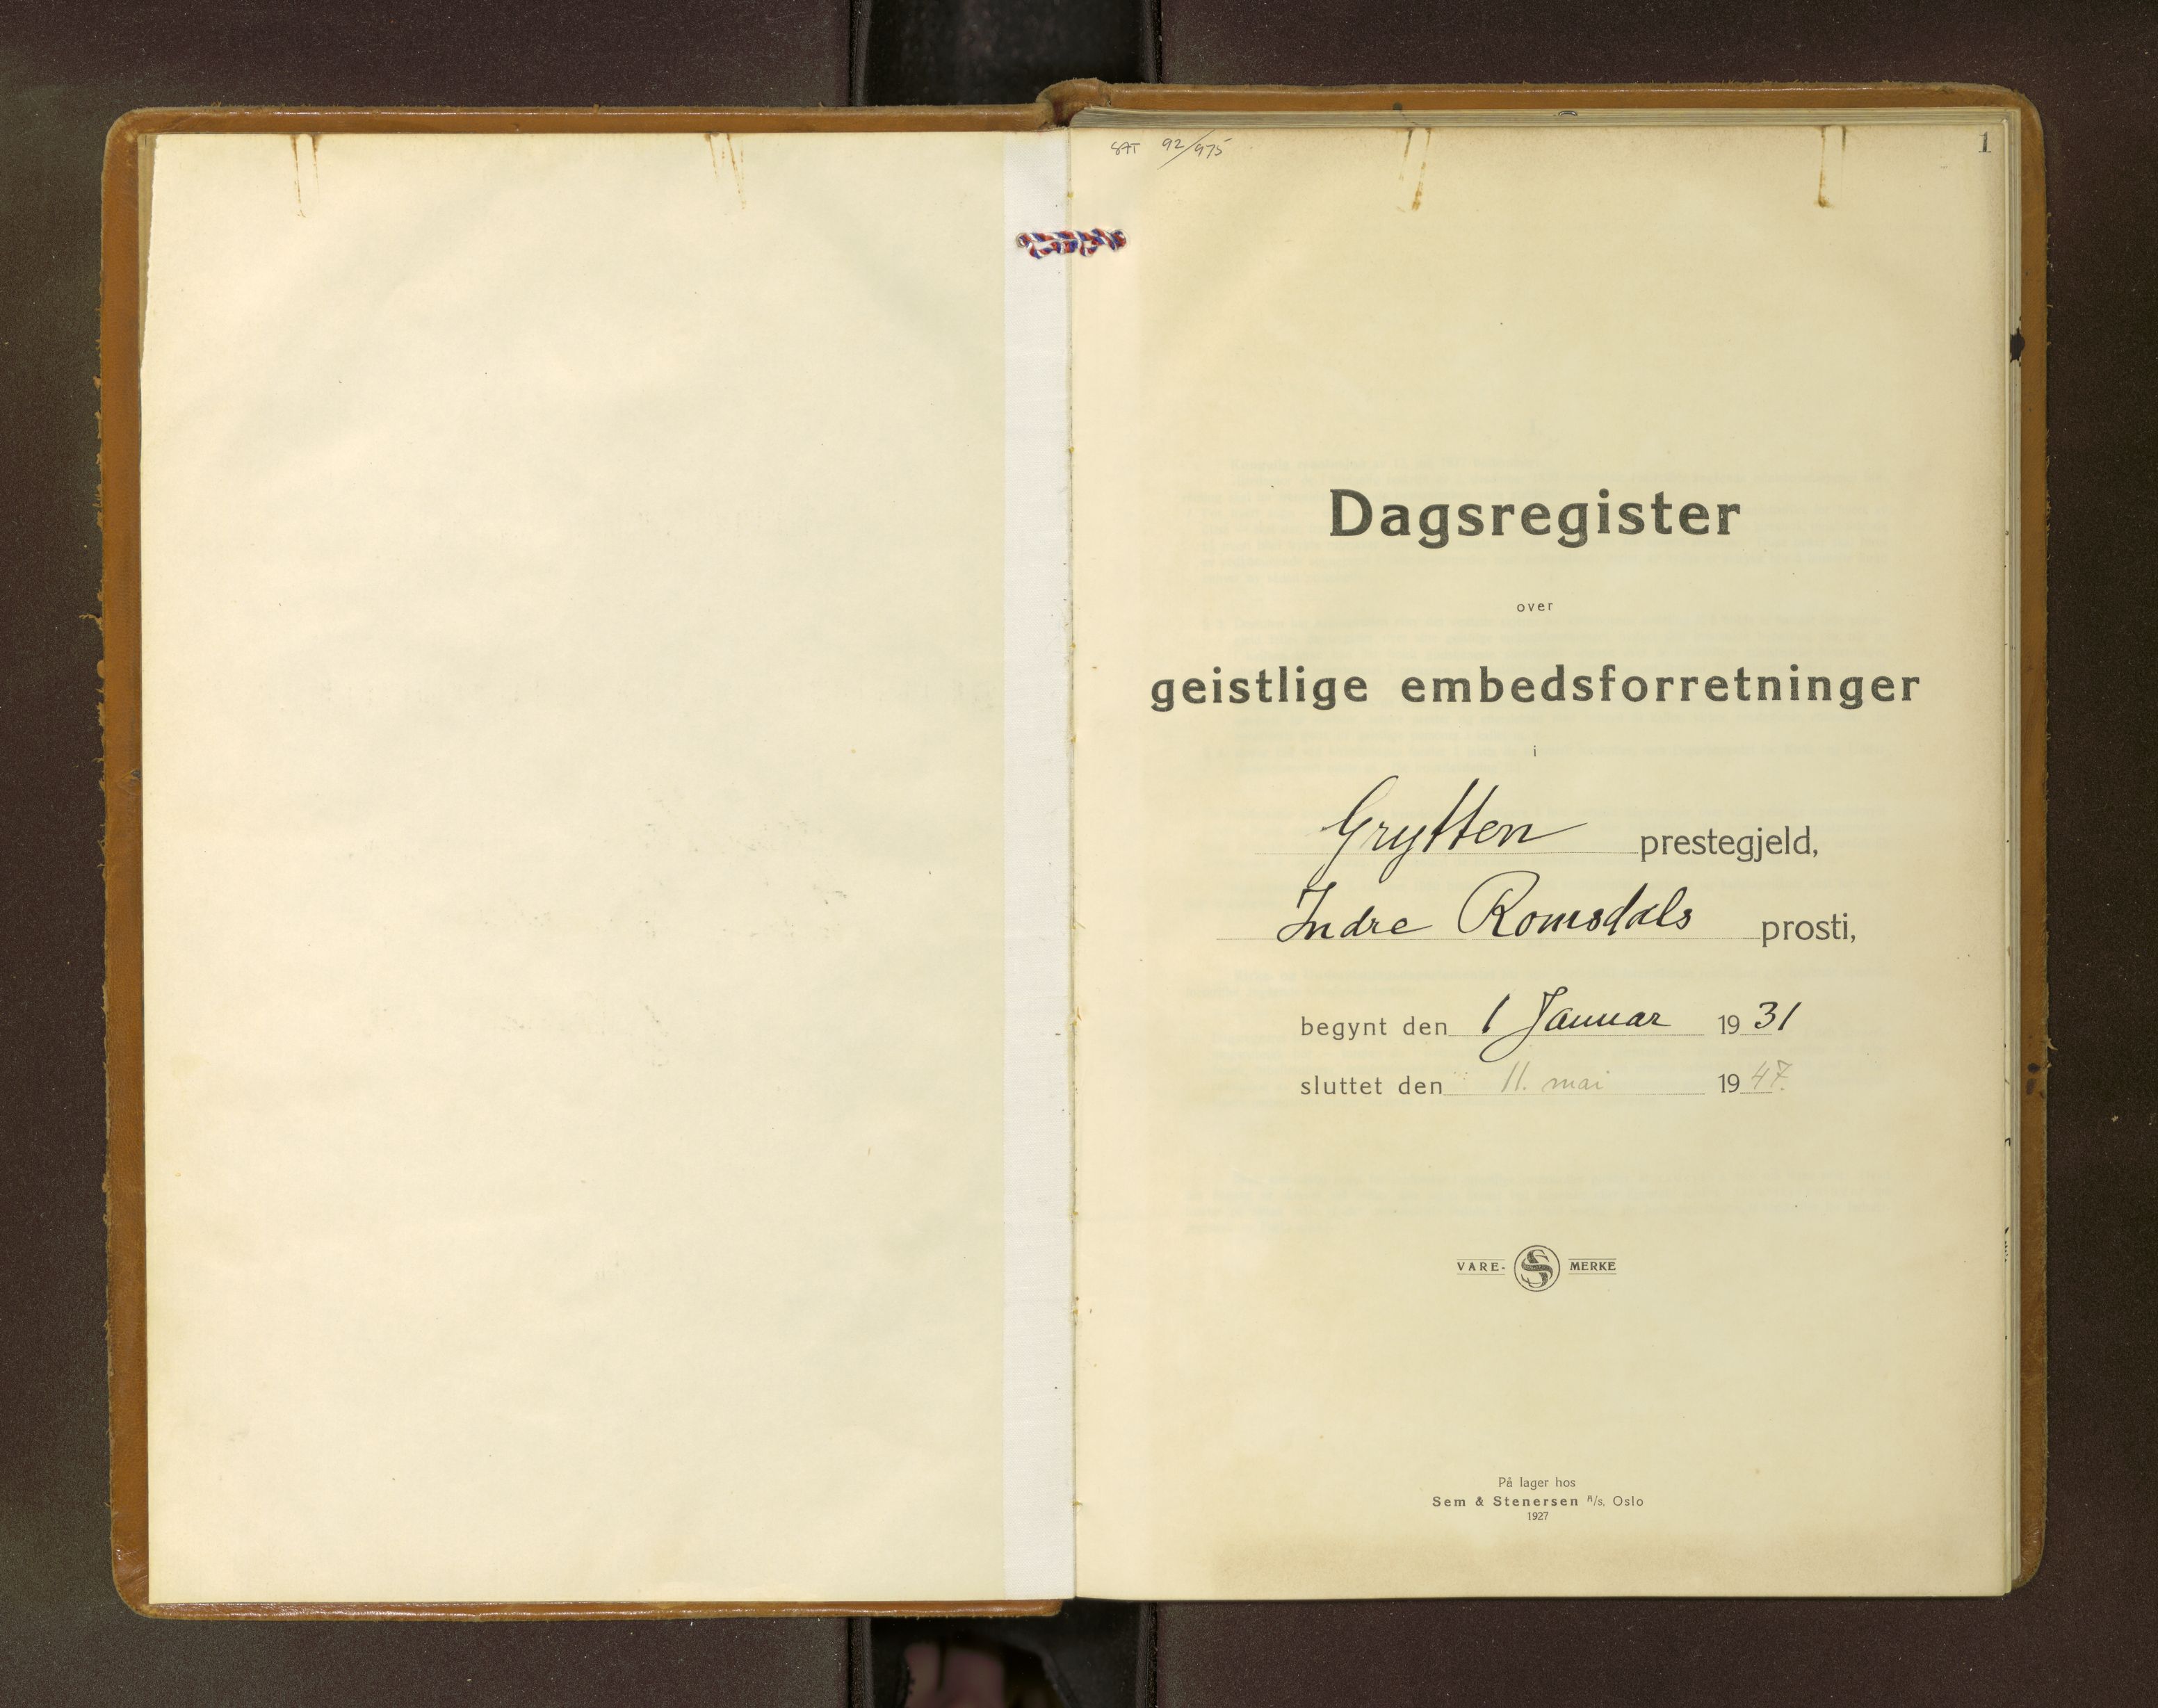 SAT 92/975
1
Dagsregister
over
geistlige embedsforretninger
i
Grytten prestegjeld,
Indre Romsdals prosti,
begynt den 1 Januar 1931
sluttet den 11. mai 1947.
VARE- S MERKE
På lager hos
Sem & Stenersen A/s, Oslo
1927